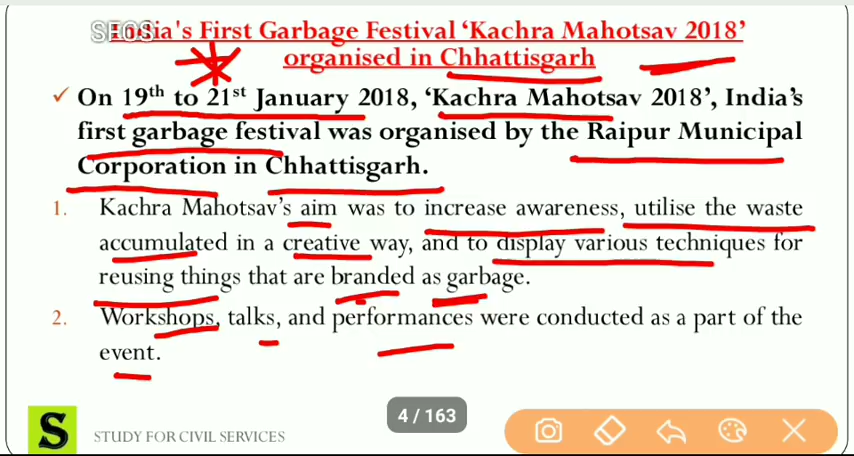 SFCS
India's First Garbage Festival ‘Kachra Mahotsav 2018’
organised in Chhattisgarh
✓ On 19th to 21st January 2018, ‘Kachra Mahotsav 2018’, India’s
first garbage festival was organised by the Raipur Municipal
Corporation in Chhattisgarh.
1. Kachra Mahotsav’s aim was to increase awareness, utilise the waste
accumulated in a creative way, and to display various techniques for
reusing things that are branded as garbage.
2. Workshops, talks, and performances were conducted as a part of the
event.
4 / 163
S STUDY FOR CIVIL SERVICES